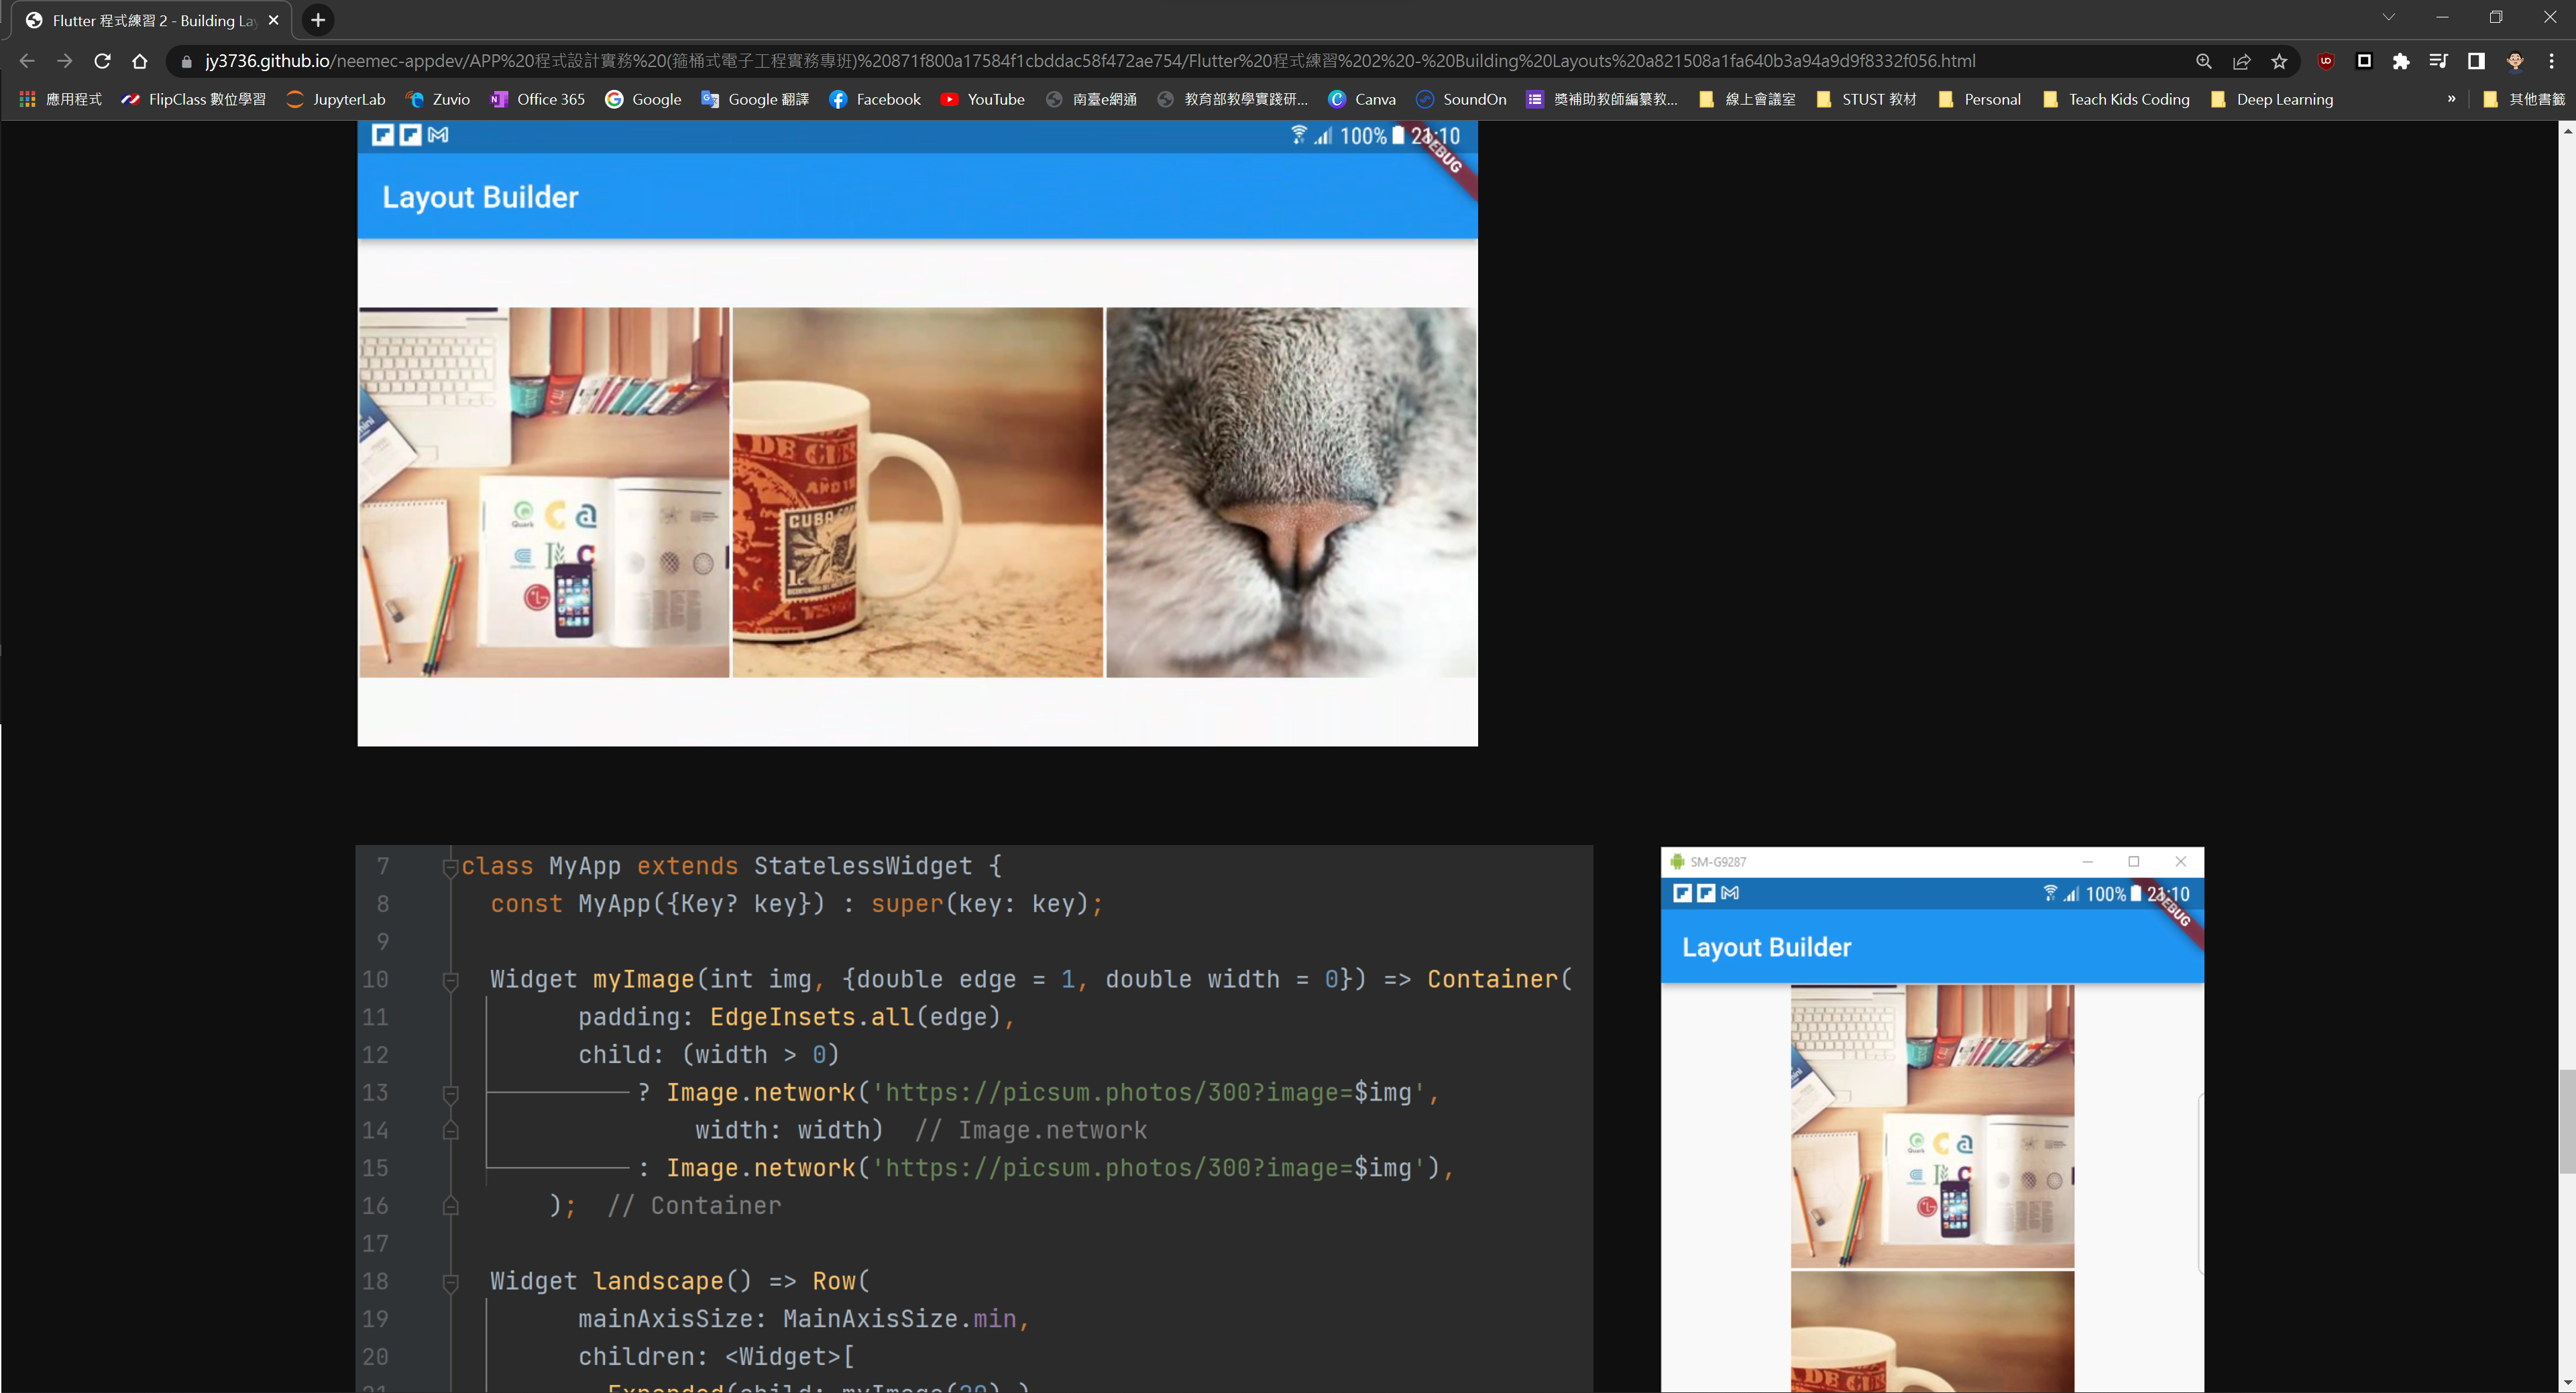 Flutter 程式練習 2 - Building La
jy3736.github.io/neemec-appdev/APP%20程式設計實務%20(箍桶式電子工程實務專班)%20871f800a17584f1cbddac58f472ae754/Flutter%20程式練習%202%20-%20Building%20Layouts%20a821508a1fa640b3a94a9d9f8332f056.html
應用程式 FlipClass 數位學習 JupyterLab Zuvio Office 365 Google Google 翻譯 Facebook YouTube 南臺e網通 教育部教學實踐研... Canva SoundOn 獎補助教師編纂教... 線上會議室 STUST 教材 Personal Teach Kids Coding Deep Learning » 其他書籤
100% 21:10
DEBUG
Layout Builder
Quark
DE CUB
AND
CUBA
1c
7 class MyApp extends StatelessWidget {
8 const MyApp({Key? key}) : super(key: key);
9
10 Widget myImage(int img, {double edge = 1, double width = 0}) => Container(
11 padding: EdgeInsets.all(edge),
12 child: (width > 0)
13 ? Image.network('https://picsum.photos/300?image=$img',
14 width: width) // Image.network
15 : Image.network('https://picsum.photos/300?image=$img'),
16 ); // Container
17
18 Widget landscape() => Row(
19 mainAxisSize: MainAxisSize.min,
20 children: <Widget>[
SM-G9287
100% 21:10
DEBUG
Layout Builder